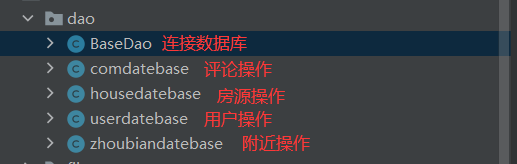 dao
BaseDao 连接数据库
comdatebase 评论操作
housedatebase 房源操作
userdatebase 用户操作
zhoubiandatebase 附近操作